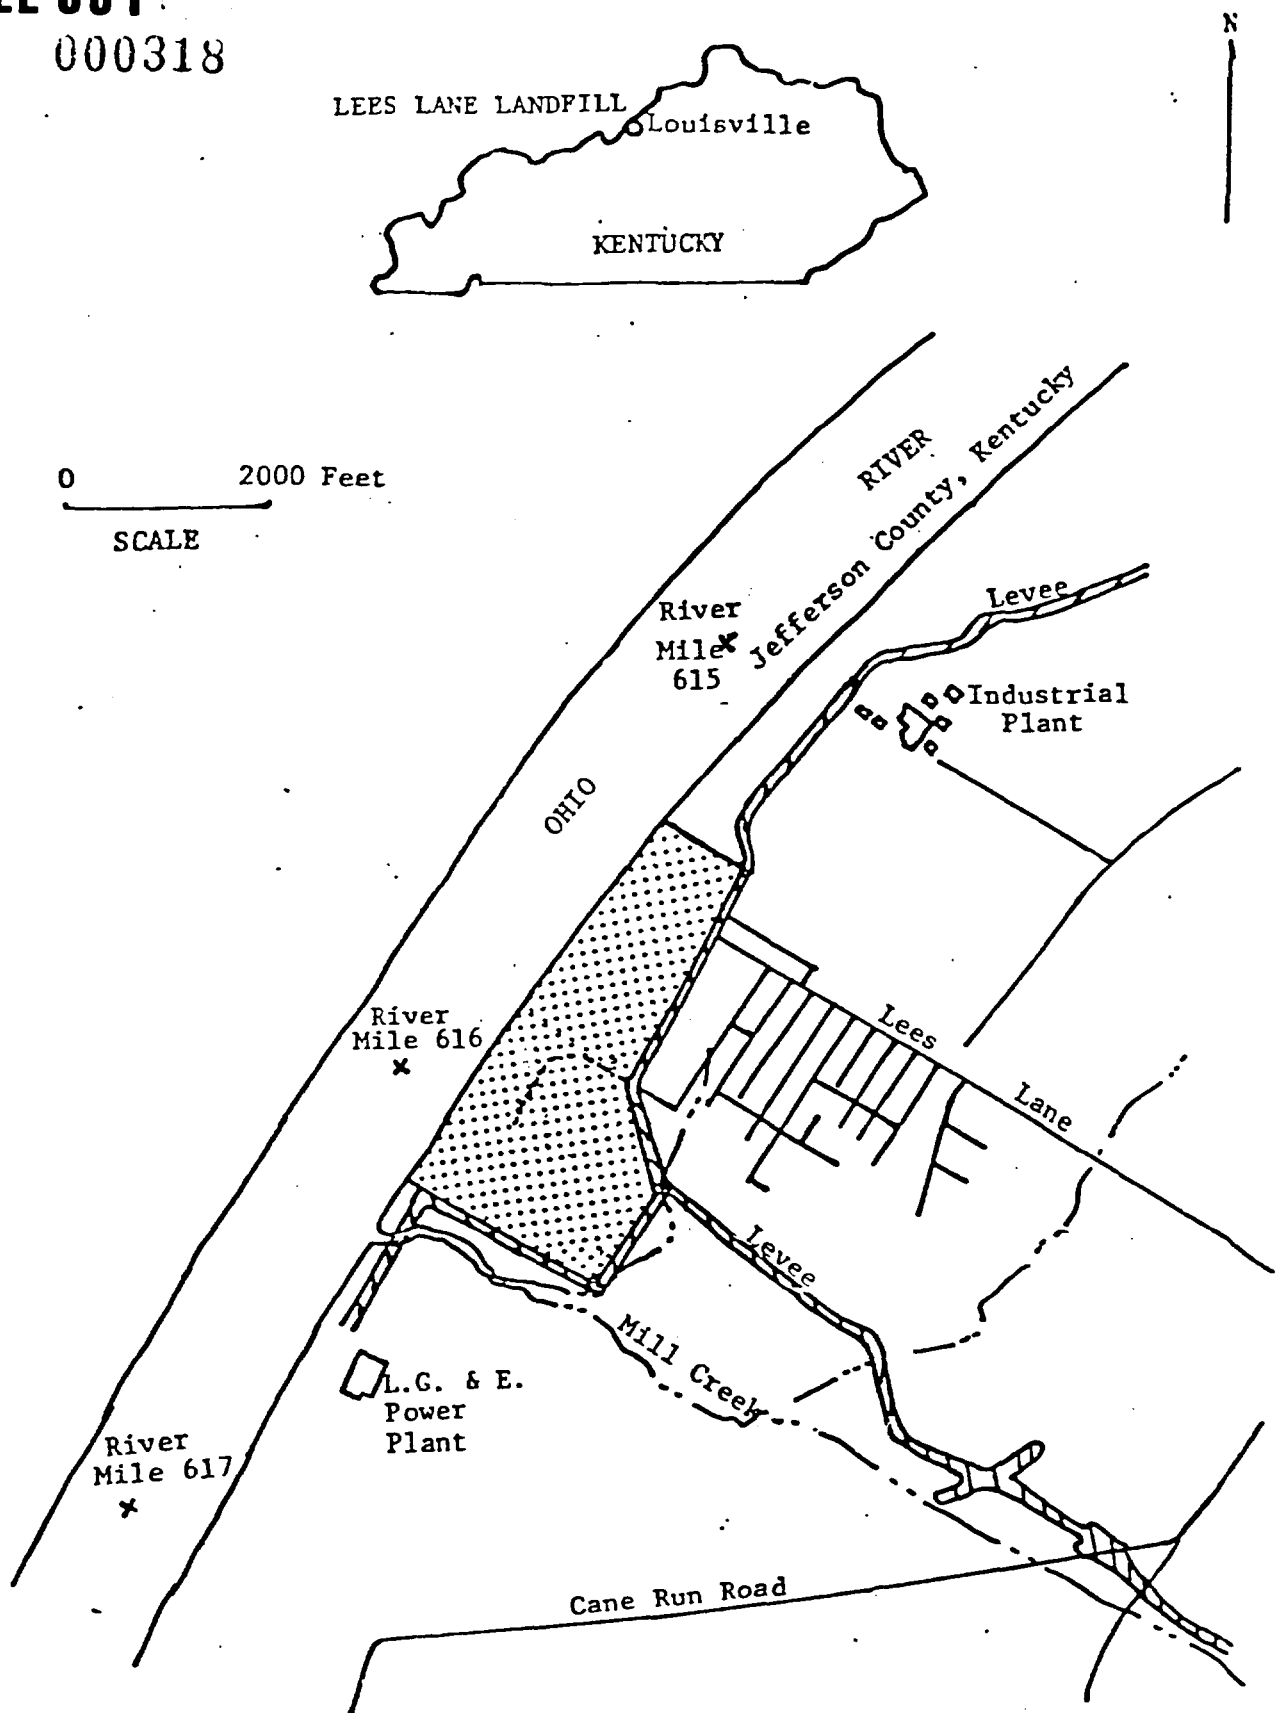 000318
N
LEES LANE LANDFILL
Louisville
KENTUCKY
0 2000 Feet
SCALE
RIVER
Jefferson County, Kentucky
Levee
River
Mile
615
Industrial
Plant
OHIO
River
Mile 616
Lees
Lane
Levee
Mill Creek
L.G. & E.
Power
Plant
River
Mile 617
Cane Run Road